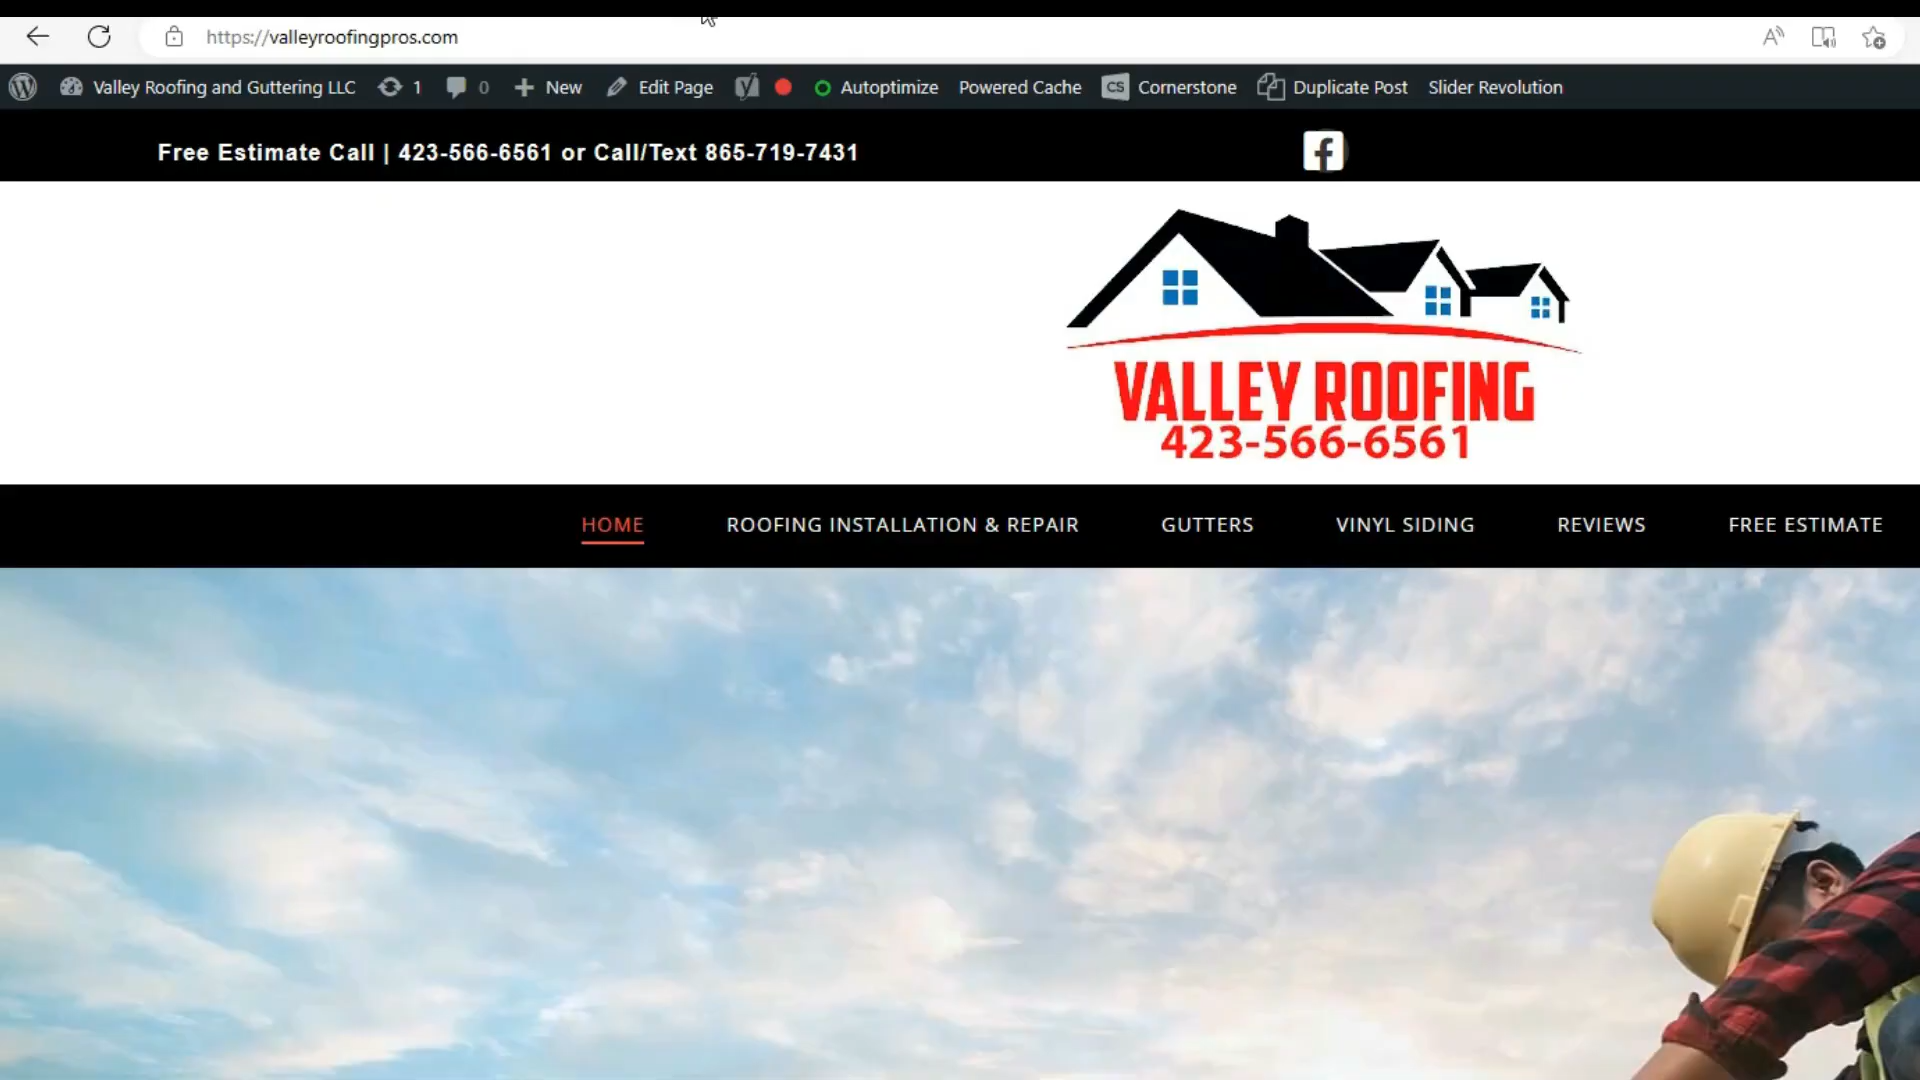 https://valleyroofingpros.com
Valley Roofing and Guttering LLC 1 0 New Edit Page Autoptimize Powered Cache CS Cornerstone Duplicate Post Slider Revolution
Free Estimate Call | 423-566-6561 or Call/Text 865-719-7431
VALLEY ROOFING
423-566-6561
HOME ROOFING INSTALLATION & REPAIR GUTTERS VINYL SIDING REVIEWS FREE ESTIMATE